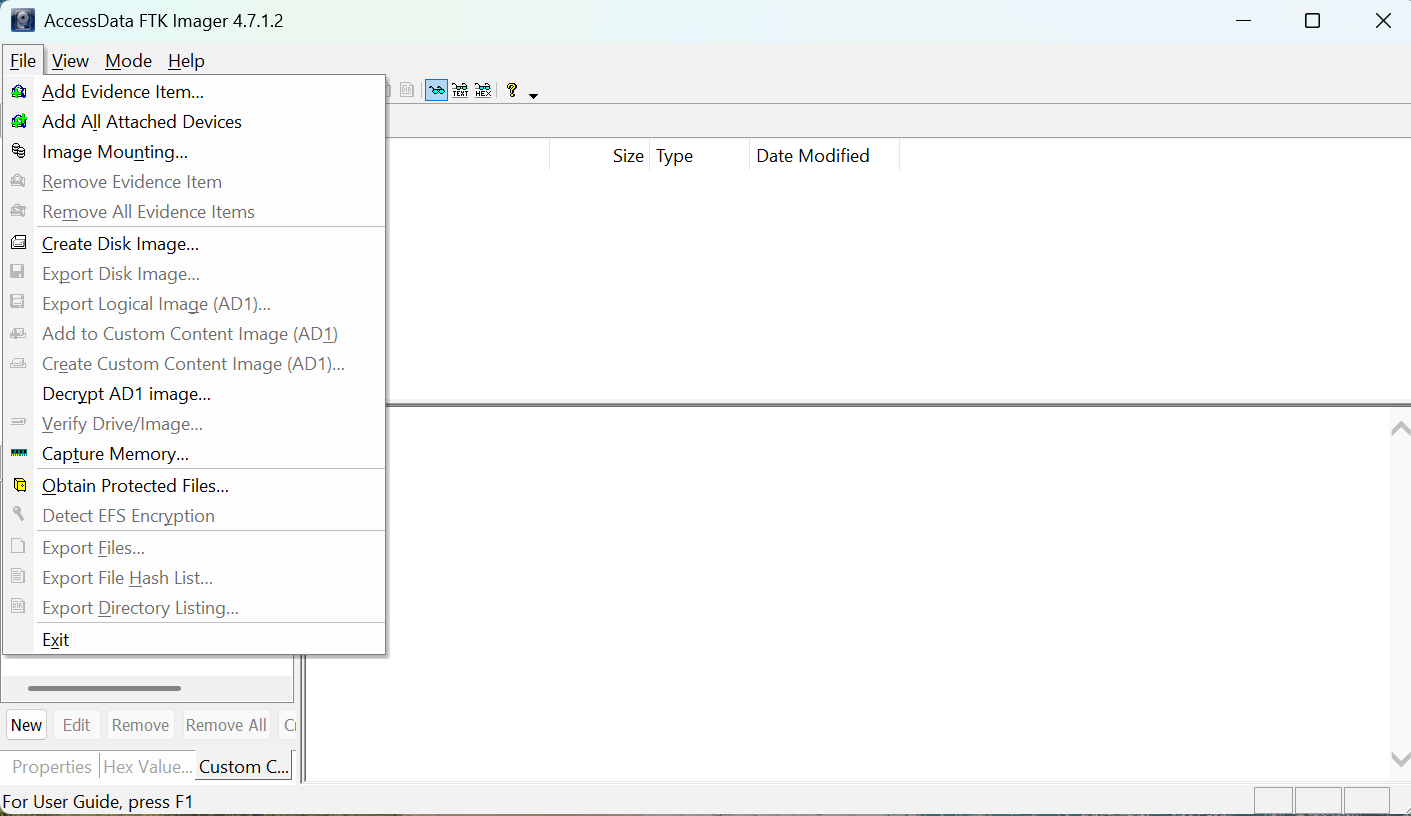 AccessData FTK Imager 4.7.1.2
File View Mode Help
Add Evidence Item...
Add All Attached Devices
Image Mounting...
Remove Evidence Item
Remove All Evidence Items
Create Disk Image...
Export Disk Image...
Export Logical Image (AD1)...
Add to Custom Content Image (AD1)
Create Custom Content Image (AD1)...
Decrypt AD1 image...
Verify Drive/Image...
Capture Memory...
Obtain Protected Files...
Detect EFS Encryption
Export Files...
Export File Hash List...
Export Directory Listing...
Exit
TEXT HEX ?
Size Type Date Modified
New Edit Remove Remove All
Properties Hex Value... Custom C...
For User Guide, press F1